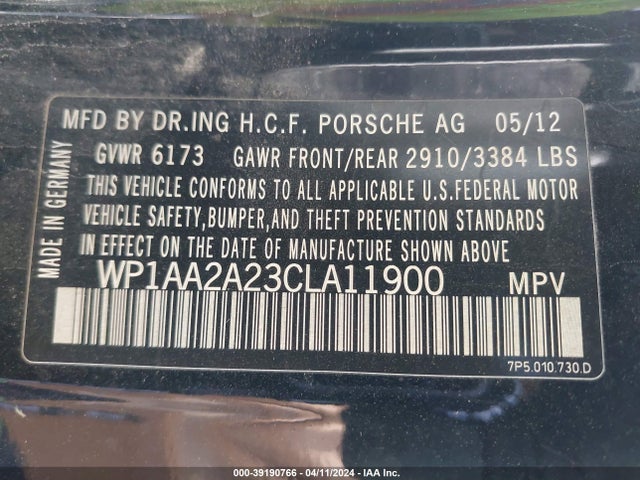 MFD BY DR.ING H.C.F. PORSCHE AG 05/12
GVWR 6173 GAWR FRONT/REAR 2910/3384 LBS
THIS VEHICLE CONFORMS TO ALL APPLICABLE U.S.FEDERAL MOTOR
VEHICLE SAFETY,BUMPER,AND THEFT PREVENTION STANDARDS
IN EFFECT ON THE DATE OF MANUFACTURE SHOWN ABOVE
MADE IN GERMANY
WP1AA2A23CLA11900 MPV
7P5.010.730.D
000-39190766 - 04/11/2024 - IAA Inc.